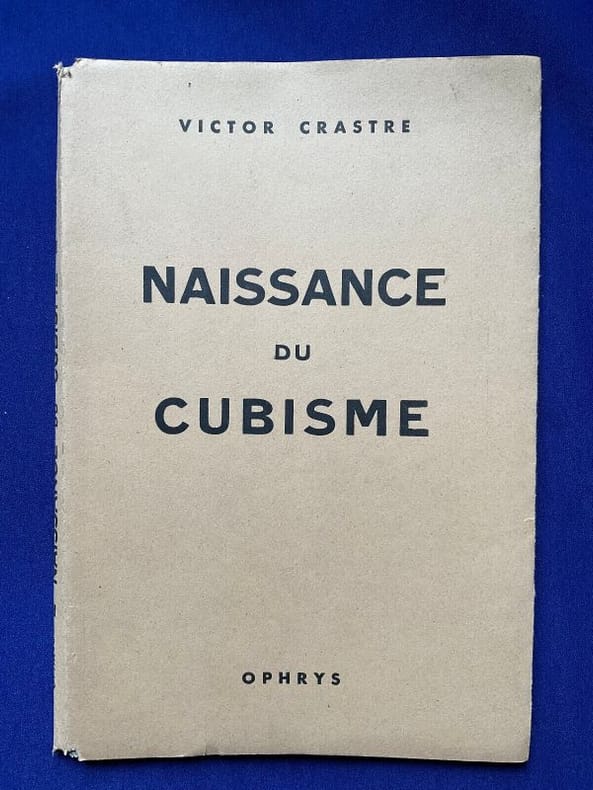 VICTOR CRASTRE
NAISSANCE
DU
CUBISME
OPHRYS